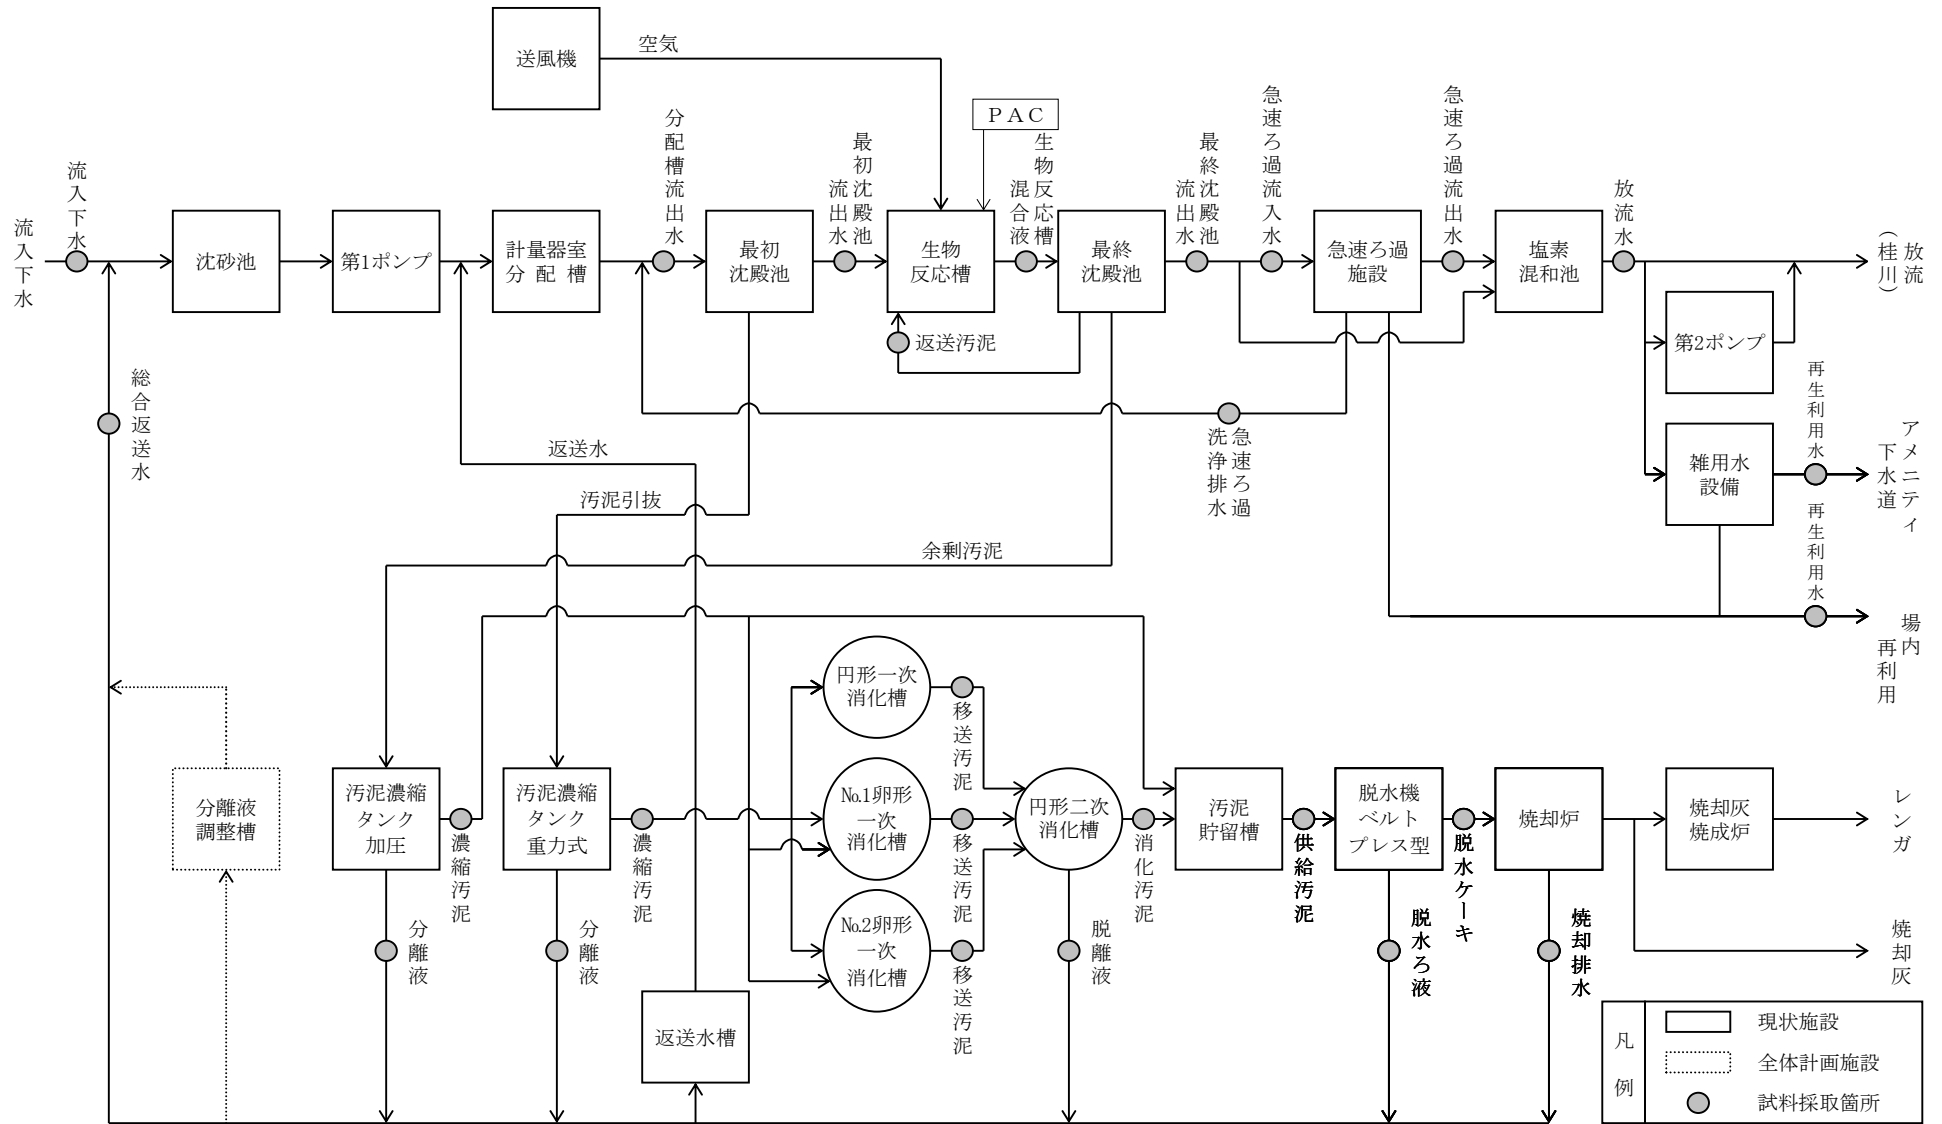 送風機
空気
PAC
流入下水
流入下水
沈砂池
第1ポンプ
計量器室
分配槽
分配槽流出水
最初
沈殿池
最初沈殿池
流出水
生物
反応槽
生物反応槽
混合液
最終
沈殿池
最終沈殿池
流出水
急速ろ過流入水
急速ろ過
施設
急速ろ過流出水
塩素
混和池
放流水
放流
(桂川)
返送汚泥
第2ポンプ
総合返送水
返送水
急速ろ過
洗浄排水
雑用水
設備
再生利用水
アメニティ
下水道
汚泥引抜
余剰汚泥
再生利用水
場内
再利用
円形一次
消化槽
移送汚泥
分離液
調整槽
汚泥濃縮
タンク
加圧
濃縮汚泥
汚泥濃縮
タンク
重力式
濃縮汚泥
№1卵形
一次
消化槽
移送汚泥
円形二次
消化槽
消化汚泥
汚泥
貯留槽
供給汚泥
脱水機
ベルト
プレス型
脱水ケーキ
焼却炉
焼却灰
焼成炉
レンガ
分離液
分離液
№2卵形
一次
消化槽
移送汚泥
脱離液
脱水ろ液
焼却排水
焼却灰
返送水槽
凡例
現状施設
全体計画施設
試料採取箇所